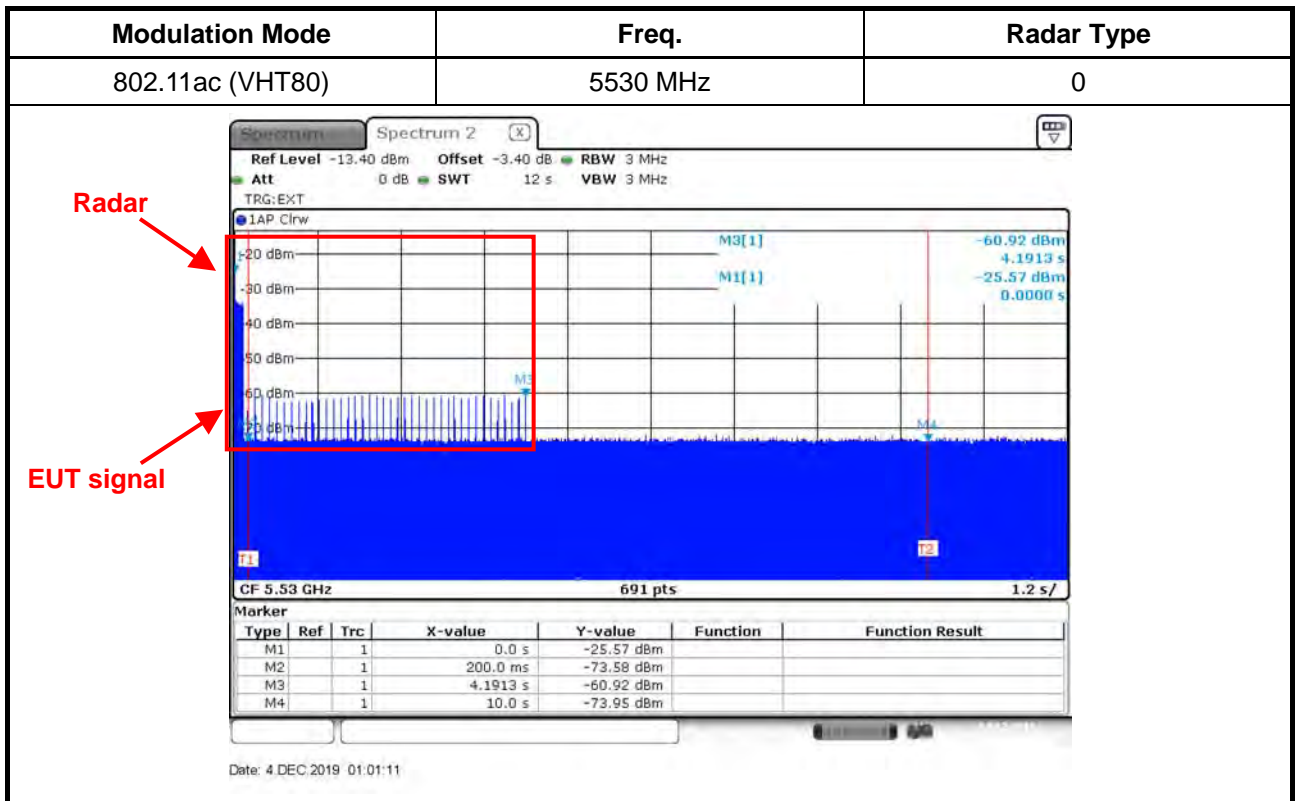 Modulation Mode Freq. Radar Type
802.11ac (VHT80) 5530 MHz 0
Spectrum Spectrum 2 X
Ref Level -13.40 dBm Offset -3.40 dB RBW 3 MHz
Att 0 dB SWT 12 s VBW 3 MHz
TRG:EXT
Radar
1AP Clrw
M3[1] -60.92 dBm
4.1913 s
M1[1] -25.57 dBm
0.0000 s
-20 dBm
-30 dBm
-40 dBm
-50 dBm
-60 dBm
M3
-70 dBm
M4
EUT signal
T1
T2
CF 5.53 GHz 691 pts 1.2 s/
Marker
Type Ref Trc X-value Y-value Function Function Result
M1 1 0.0 s -25.57 dBm
M2 1 200.0 ms -73.58 dBm
M3 1 4.1913 s -60.92 dBm
M4 1 10.0 s -73.95 dBm
Date: 4.DEC.2019 01:01:11